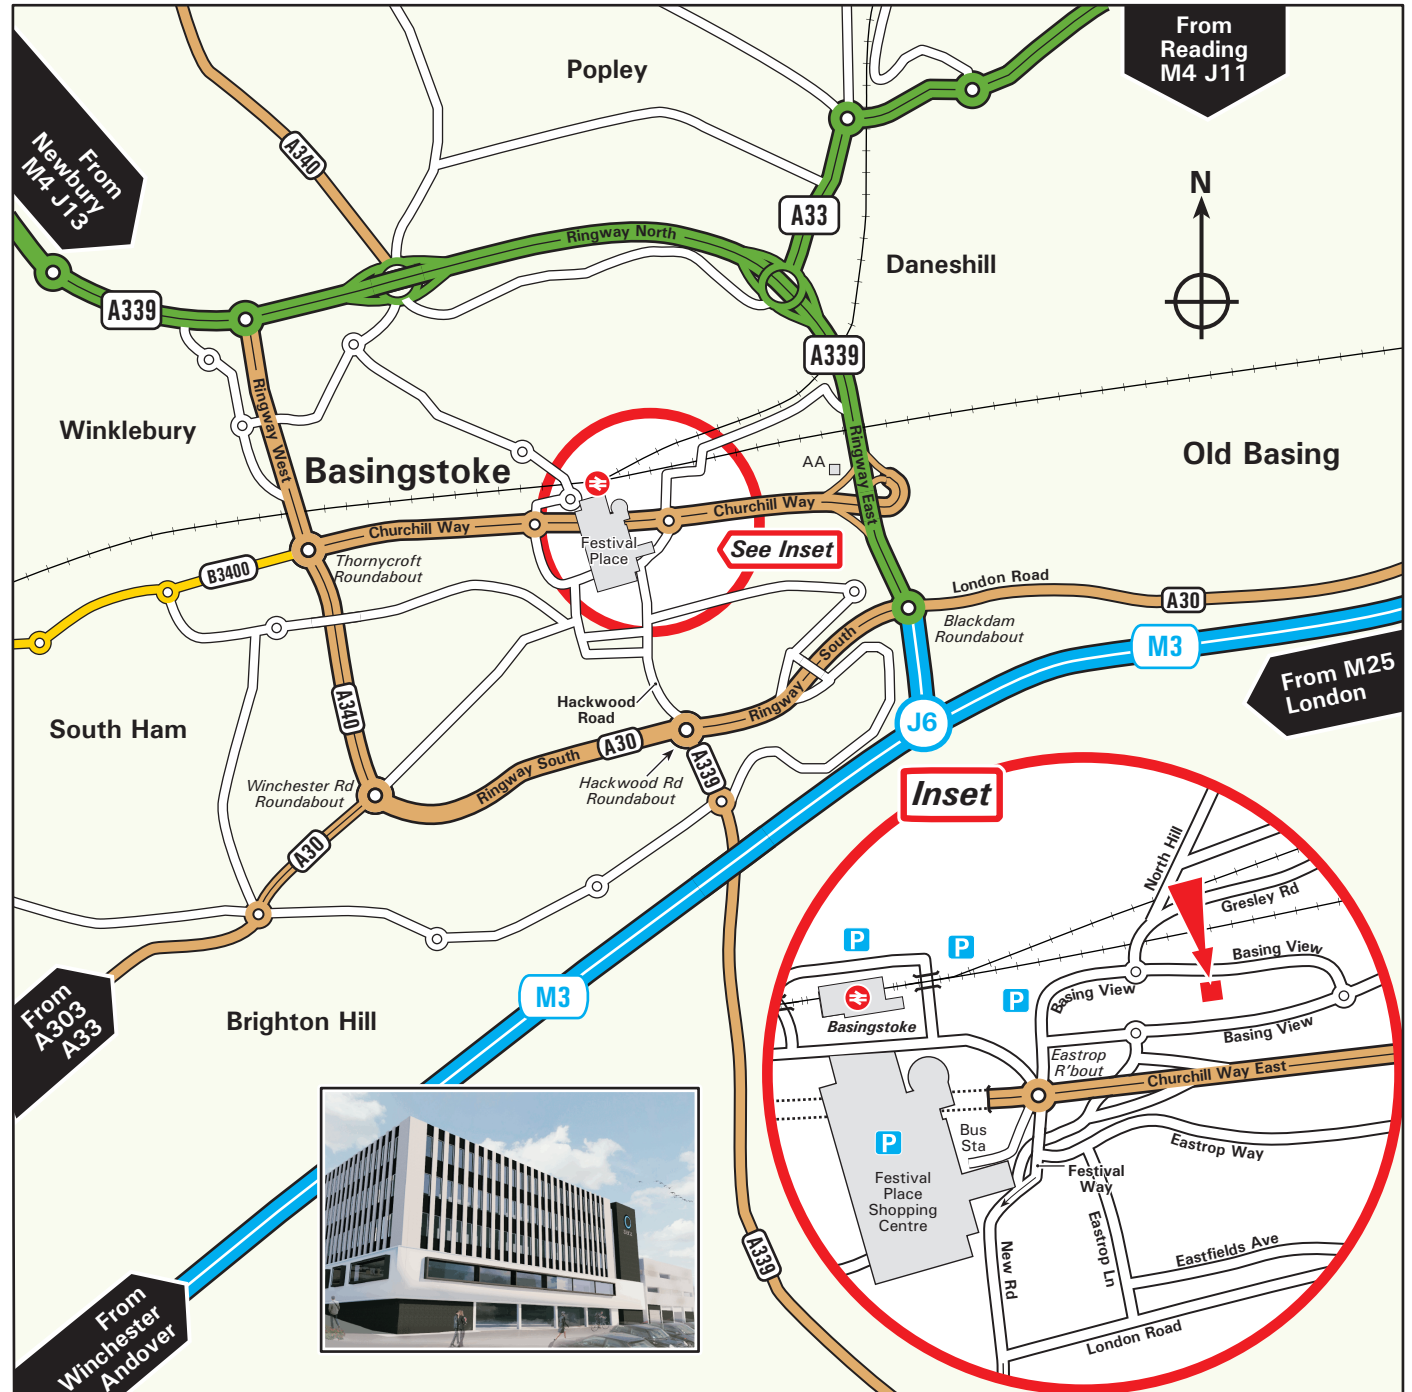 From
Reading
M4 J11
Popley
From
Newbury
M4 J13
A340
N
A33
Ringway North
Daneshill
A339
A339
Ringway West
Winklebury
Basingstoke
Old Basing
AA
Ringway East
Churchill Way
Churchill Way
Festival
Place
See Inset
Thornycroft
Roundabout
B3400
London Road
A30
Blackdam
Roundabout
M3
From M25
London
South Ham
A340
Hackwood
Road
Ringway South
J6
Winchester Rd
Roundabout
Ringway South
A30
A339
Hackwood Rd
Roundabout
A30
Inset
North Hill
Gresley Rd
P
P
Basing View
Basing View
P
Basingstoke
Basing View
Eastrop
R'bout
Churchill Way East
Bus
Sta
P
Eastrop Way
Festival
Way
Festival
Place
Shopping
Centre
Eastrop Ln
New Rd
Eastfields Ave
London Road
M3
From
A303
A33
Brighton Hill
A339
From
Winchester
Andover